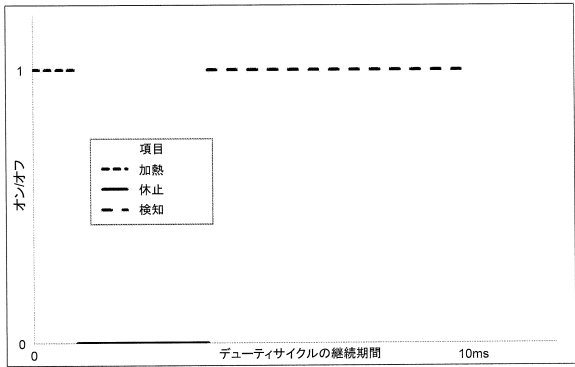 1
項目
加熱
休止
検知
オン/オフ
0
0
デューティサイクルの継続期間
10ms